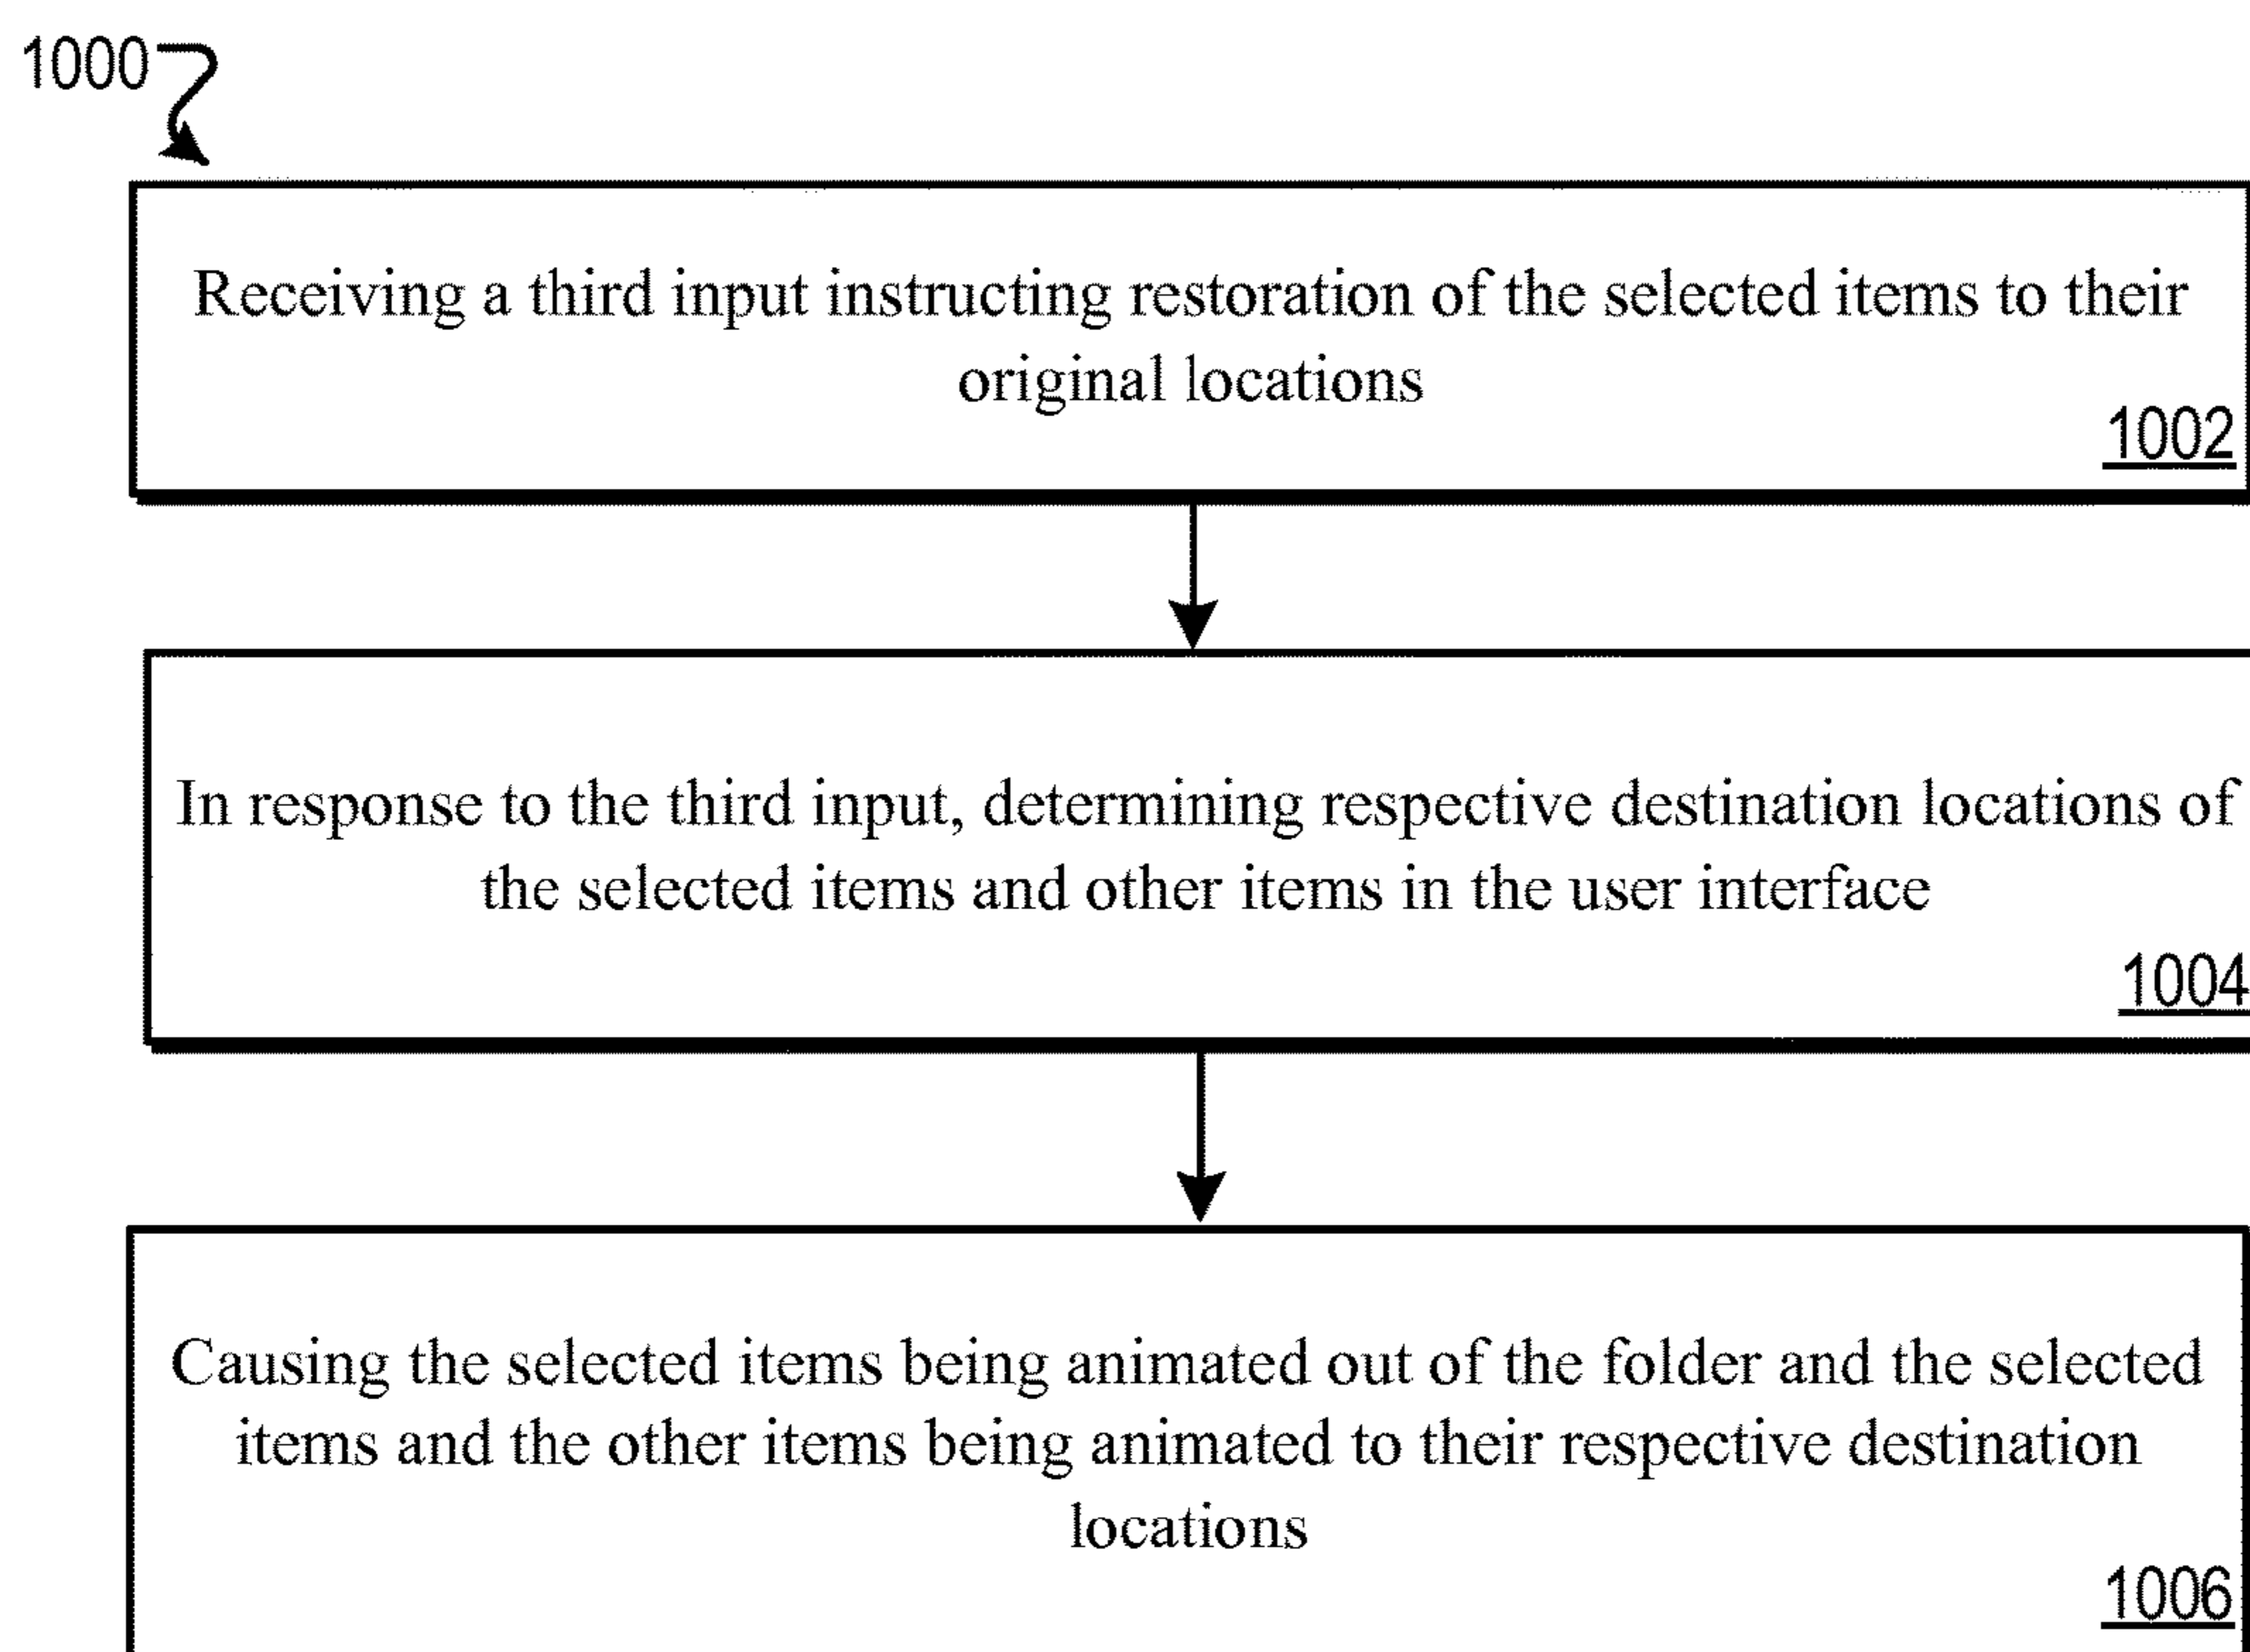 1000
Receiving a third input instructing restoration of the selected items to their
original locations
1002
In response to the third input, determining respective destination locations of
the selected items and other items in the user interface
1004
Causing the selected items being animated out of the folder and the selected
items and the other items being animated to their respective destination
locations
1006